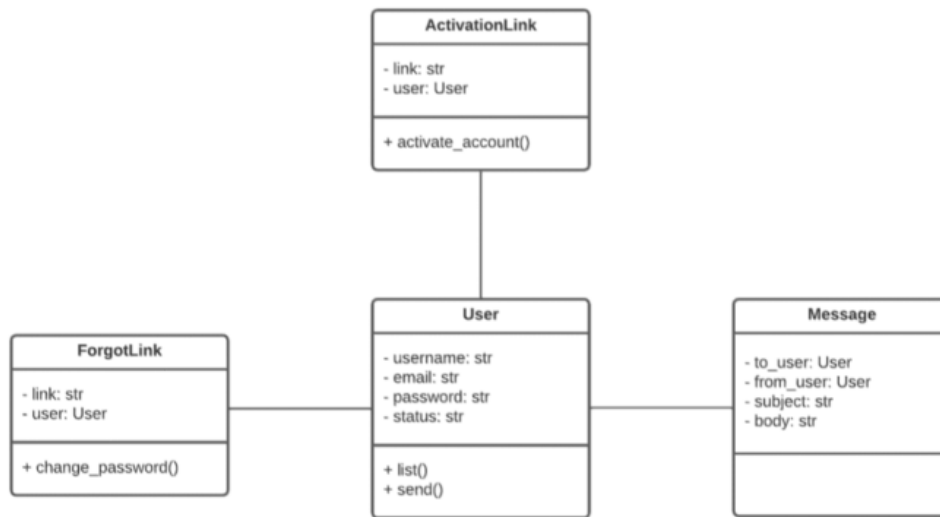 ActivationLink
- link: str
- user: User
+ activate_account()
User
- username: str
- email: str
- password: str
- status: str
+ list()
+ send()
Message
- to_user: User
- from_user: User
- subject: str
- body: str
ForgotLink
- link: str
- user: User
+ change_password()